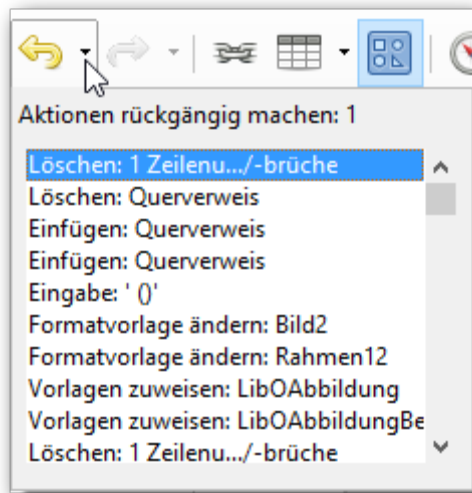 Aktionen rückgängig machen: 1
Löschen: 1 Zeilenu.../-brüche
Löschen: Querverweis
Einfügen: Querverweis
Einfügen: Querverweis
Eingabe: ' ()'
Formatvorlage ändern: Bild2
Formatvorlage ändern: Rahmen12
Vorlagen zuweisen: LibOAbbildung
Vorlagen zuweisen: LibOAbbildungBe
Löschen: 1 Zeilenu.../-brüche